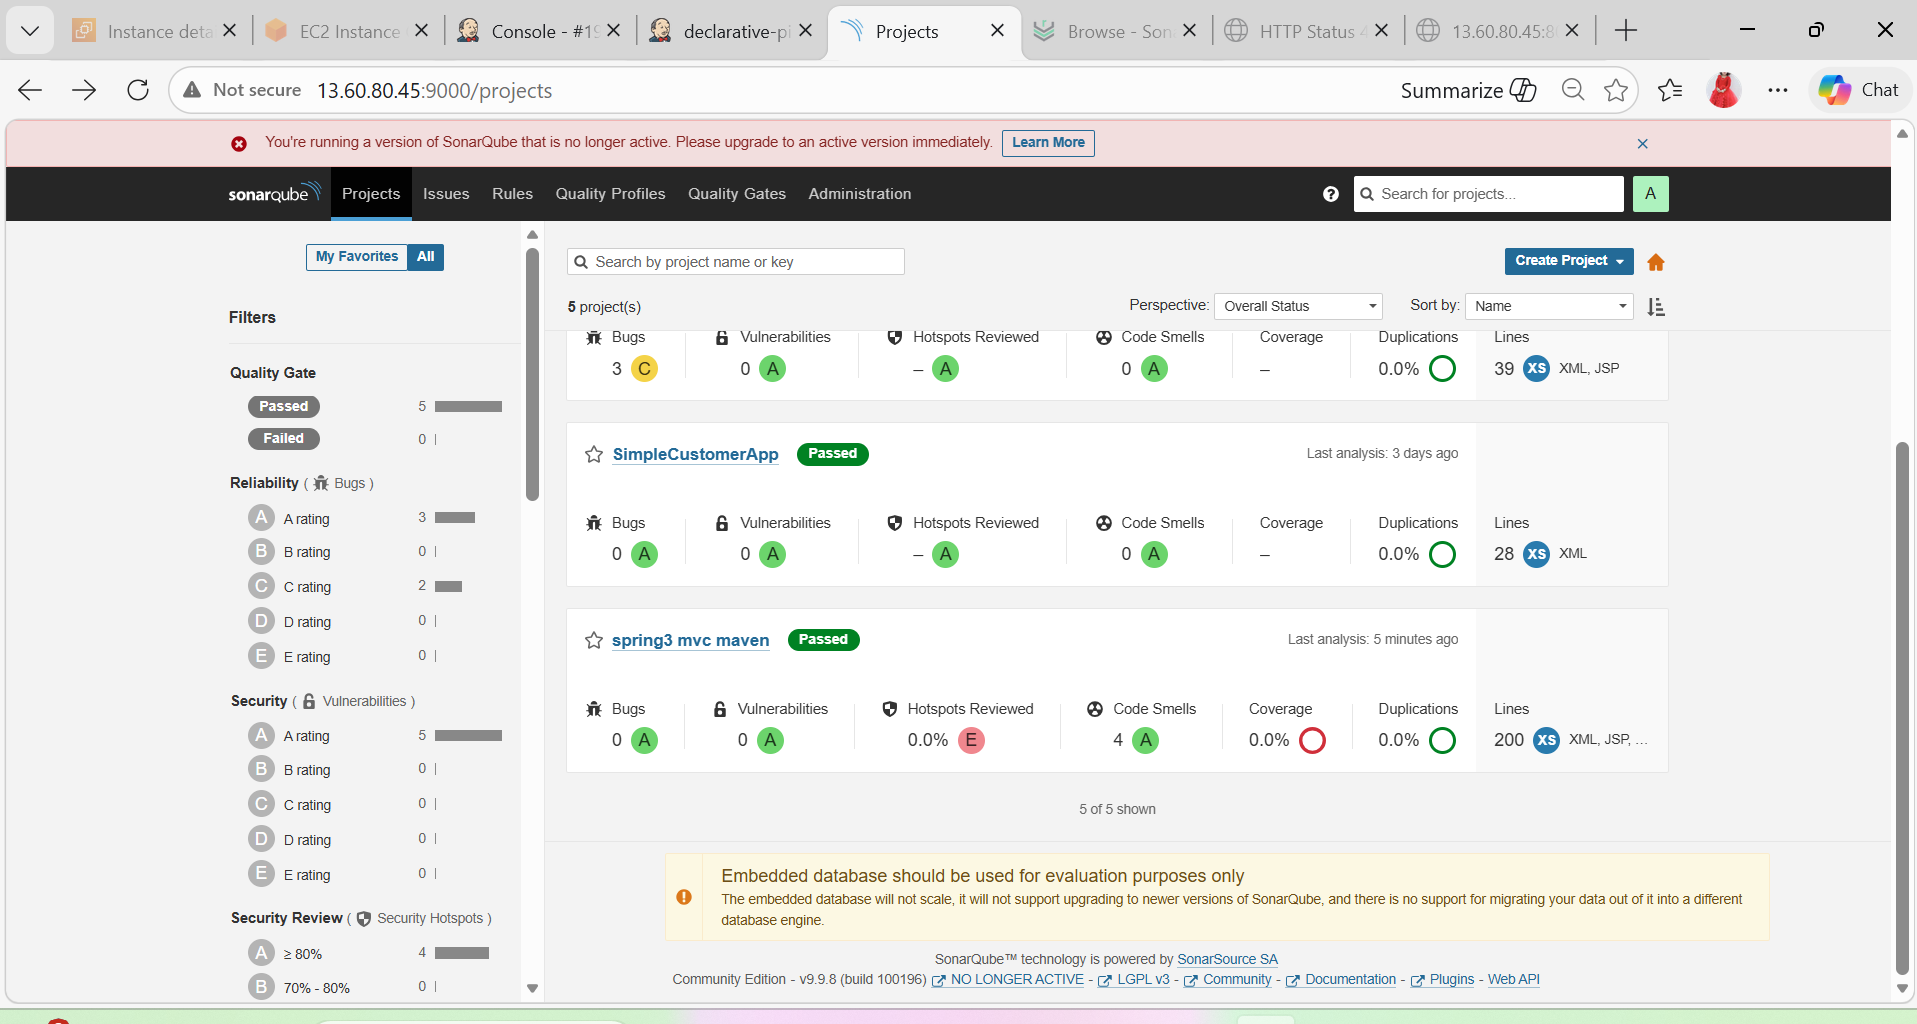 Instance deta
EC2 Instance
Console - #19
declarative-pi
Projects
Browse - Son
HTTP Status 4
13.60.80.45:8
Not secure 13.60.80.45:9000/projects
Summarize
Chat
You're running a version of SonarQube that is no longer active. Please upgrade to an active version immediately. Learn More
sonarqube Projects Issues Rules Quality Profiles Quality Gates Administration
Search for projects...
A
My Favorites All
Filters
Quality Gate
Passed 5
Failed 0
Reliability ( Bugs )
A A rating 3
B B rating 0
C C rating 2
D D rating 0
E E rating 0
Security ( Vulnerabilities )
A A rating 5
B B rating 0
C C rating 0
D D rating 0
E E rating 0
Security Review ( Security Hotspots )
A ≥ 80% 4
B 70% - 80% 0
Search by project name or key
Create Project
5 project(s)
Perspective: Overall Status
Sort by: Name
Bugs Vulnerabilities Hotspots Reviewed Code Smells Coverage Duplications Lines
3 C 0 A – A 0 A – 0.0% 39 XS XML, JSP
SimpleCustomerApp Passed Last analysis: 3 days ago
Bugs Vulnerabilities Hotspots Reviewed Code Smells Coverage Duplications Lines
0 A 0 A – A 0 A – 0.0% 28 XS XML
spring3 mvc maven Passed Last analysis: 5 minutes ago
Bugs Vulnerabilities Hotspots Reviewed Code Smells Coverage Duplications Lines
0 A 0 A 0.0% E 4 A 0.0% 0.0% 200 XS XML, JSP, ...
5 of 5 shown
Embedded database should be used for evaluation purposes only
The embedded database will not scale, it will not support upgrading to newer versions of SonarQube, and there is no support for migrating your data out of it into a different
database engine.
SonarQube™ technology is powered by SonarSource SA
Community Edition - v9.9.8 (build 100196) NO LONGER ACTIVE - LGPL v3 - Community - Documentation - Plugins - Web API